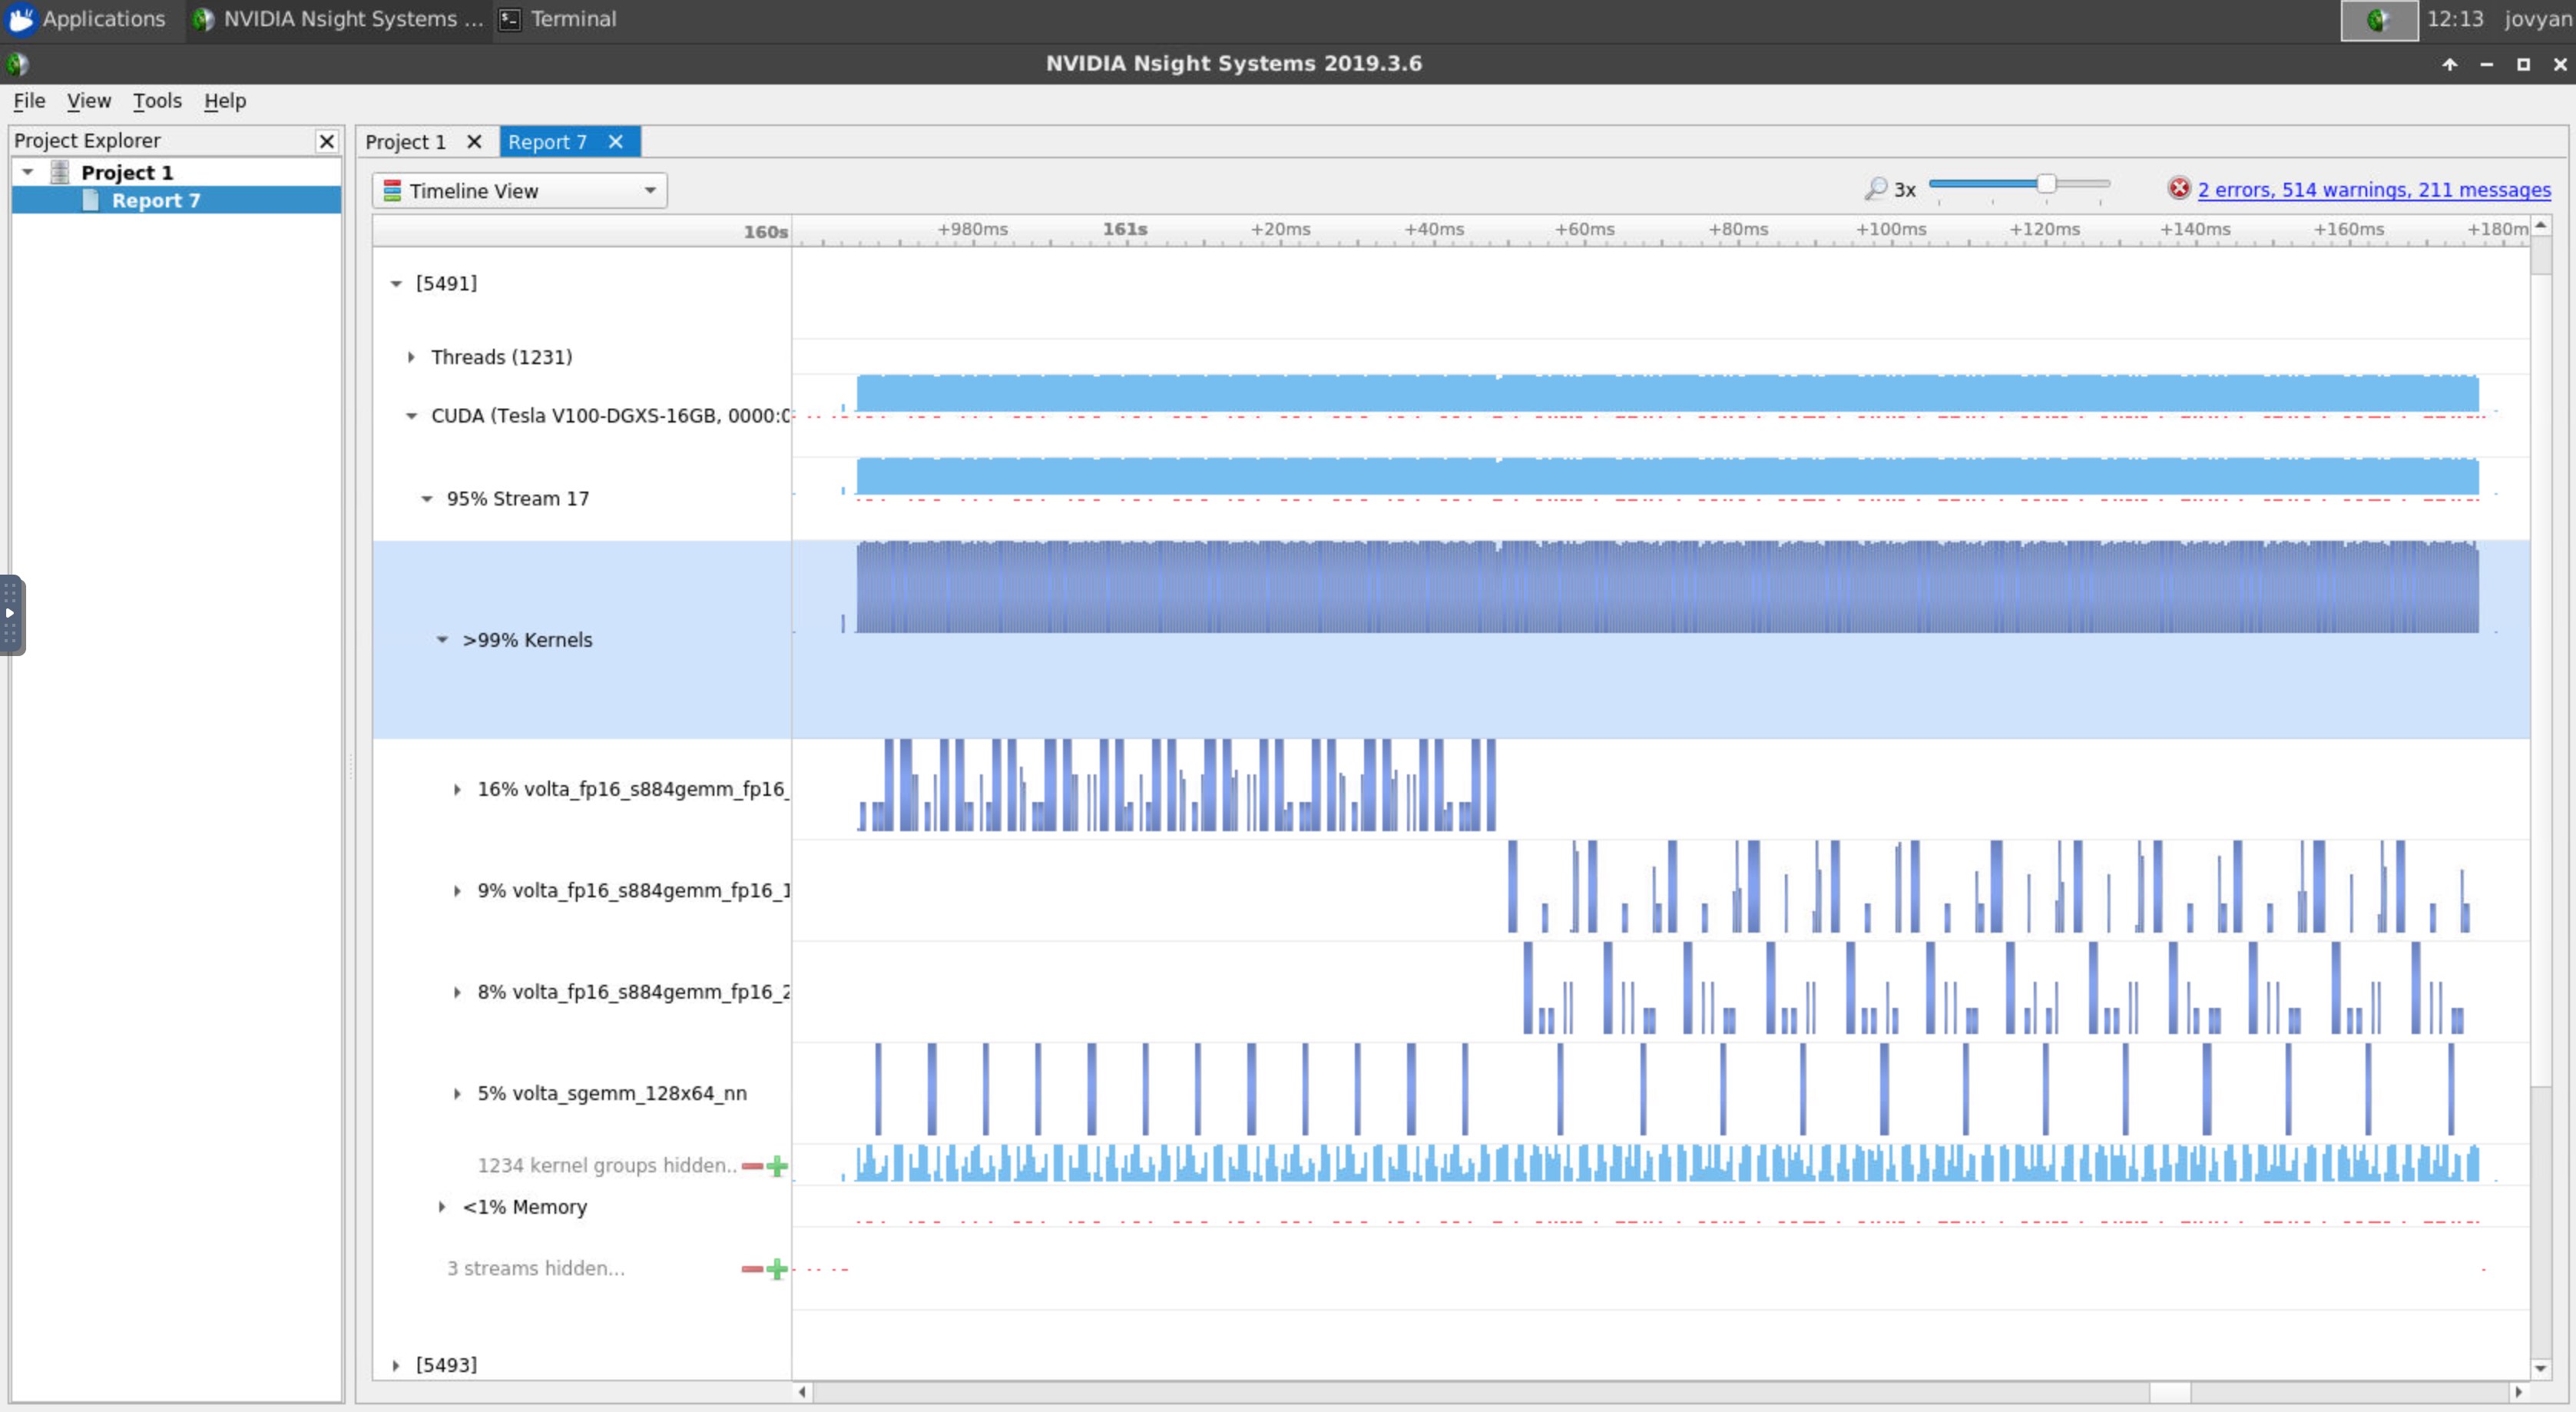 Applications NVIDIA Nsight Systems ... Terminal 12:13 jovyan
NVIDIA Nsight Systems 2019.3.6
File View Tools Help
Project Explorer
Project 1
Report 7
Project 1 Report 7
Timeline View 3x 2 errors, 514 warnings, 211 messages
160s +980ms 161s +20ms +40ms +60ms +80ms +100ms +120ms +140ms +160ms +180m
[5491]
Threads (1231)
CUDA (Tesla V100-DGXS-16GB, 0000:0
95% Stream 17
>99% Kernels
16% volta_fp16_s884gemm_fp16_
9% volta_fp16_s884gemm_fp16_1
8% volta_fp16_s884gemm_fp16_2
5% volta_sgemm_128x64_nn
1234 kernel groups hidden..
<1% Memory
3 streams hidden...
[5493]